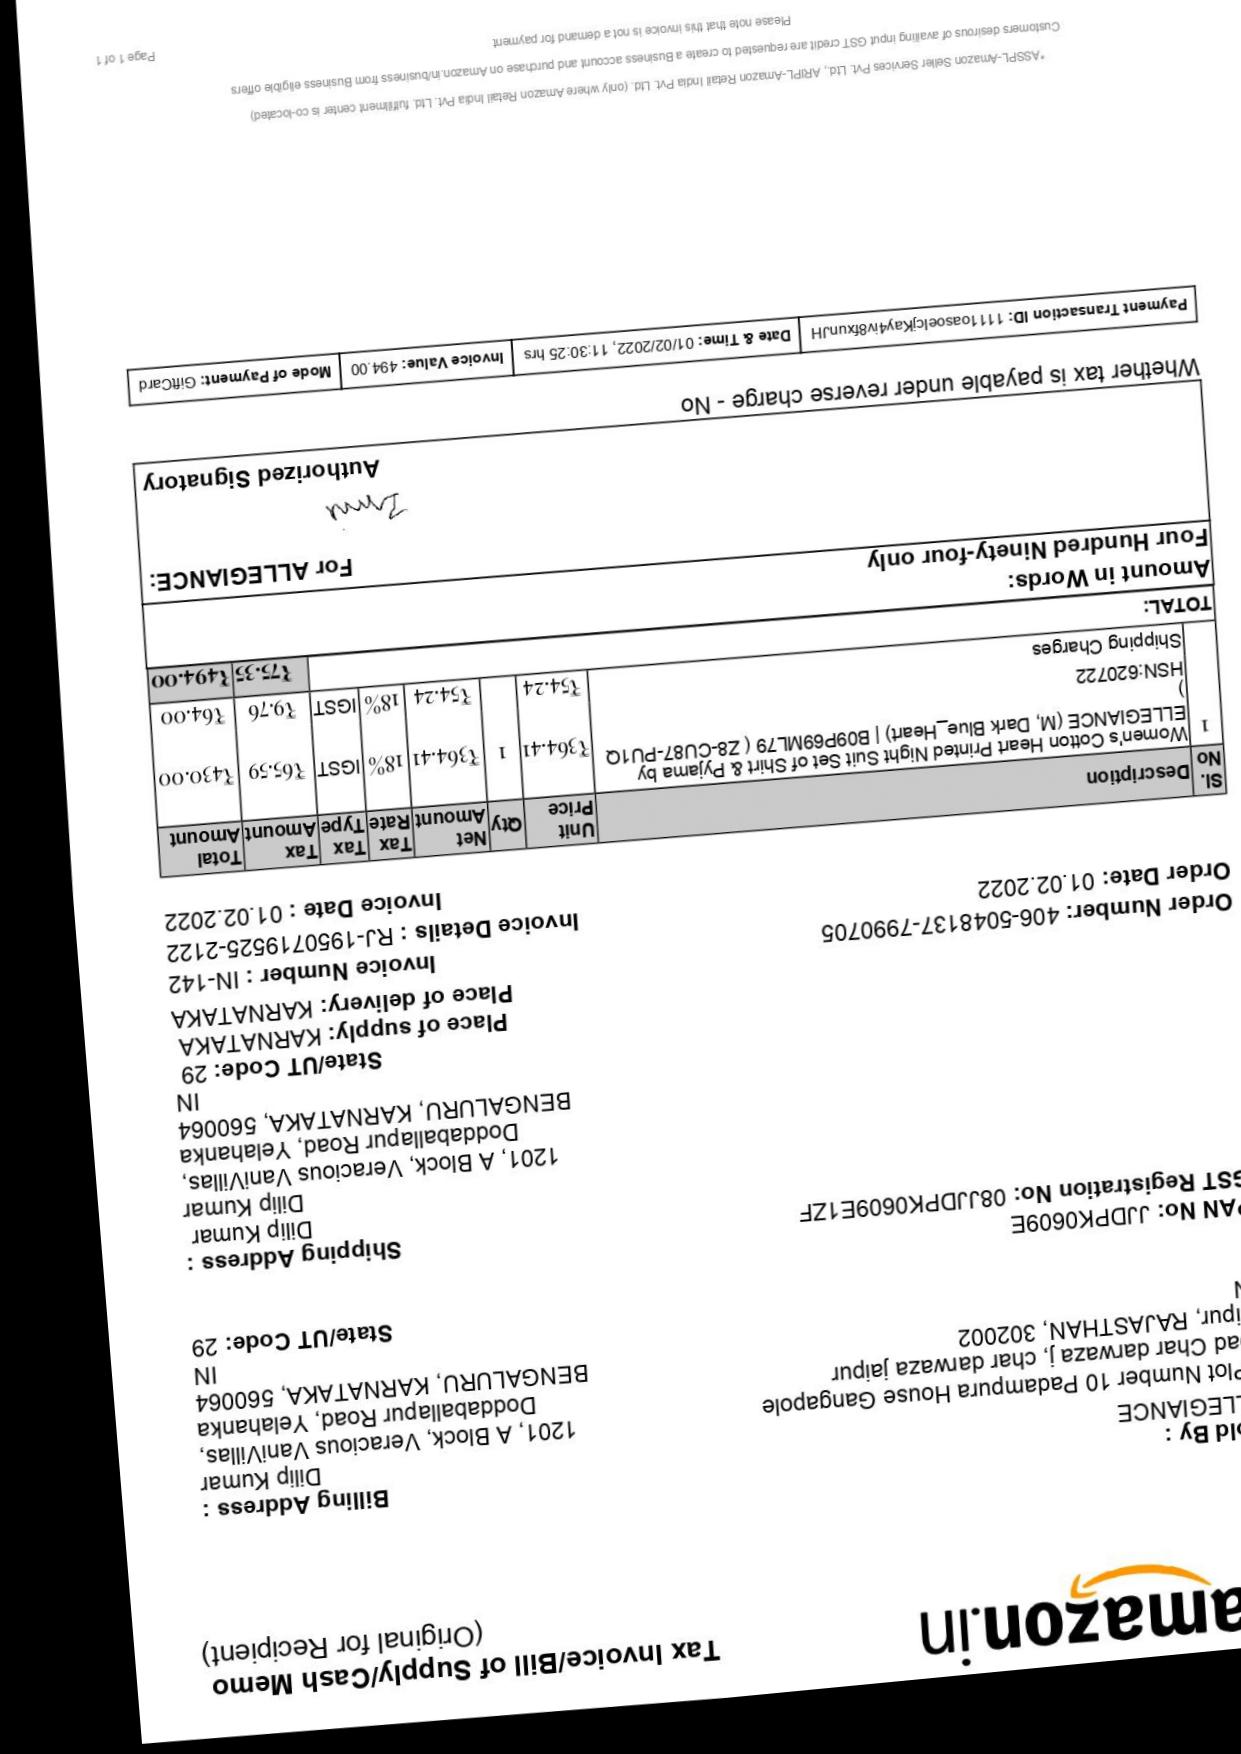 amazon.in
Tax Invoice/Bill of Supply/Cash Memo
(Original for Recipient)
old By :
LLEGIANCE
Plot Number 10 Padampura House Gangapole
oad Char darwaza j, char darwaza jaipur
ipur, RAJASTHAN, 302002
N
PAN No: JJDPK0609E
GST Registration No: 08JJDPK0609E1ZF
Billing Address :
Dilip Kumar
1201, A Block, Veracious VaniVillas,
Doddaballapur Road, Yelahanka
BENGALURU, KARNATAKA, 560064
IN
State/UT Code: 29
Shipping Address :
Dilip Kumar
Dilip Kumar
1201, A Block, Veracious VaniVillas,
Doddaballapur Road, Yelahanka
BENGALURU, KARNATAKA, 560064
IN
State/UT Code: 29
Place of supply: KARNATAKA
Place of delivery: KARNATAKA
Order Number: 406-5048137-7990705
Order Date: 01.02.2022
Invoice Number : IN-142
Invoice Details : RJ-1950719525-2122
Invoice Date : 01.02.2022
Sl. No Description Unit Price Qty Net Amount Tax Rate Tax Type Tax Amount Total Amount
1 Women's Cotton Heart Printed Night Suit Set of Shirt & Pyjama by
ELLEGIANCE (M, Dark Blue_Heart) | B09P69ML79 ( Z8-CU87-PU1Q
)
HSN:620722
₹364.41 1 ₹364.41 18% IGST ₹65.59 ₹430.00
Shipping Charges ₹54.24 ₹54.24 18% IGST ₹9.76 ₹64.00
TOTAL: ₹75.35 ₹494.00
Amount in Words:
Four Hundred Ninety-four only
For ALLEGIANCE:
Authorized Signatory
Whether tax is payable under reverse charge - No
Payment Transaction ID: 1111oasoeIcjKay4iv8fxunJH Date & Time: 01/02/2022, 11:30:25 hrs Invoice Value: 494.00 Mode of Payment: GiftCard
*ASSPL-Amazon Seller Services Pvt. Ltd., ARIPL-Amazon Retail India Pvt. Ltd. (only where Amazon Retail India Pvt. Ltd. fulfillment center is co-located)
Customers desirous of availing input GST credit are requested to create a Business account and purchase on Amazon.in/business from Business eligible offers
Please note that this invoice is not a demand for payment
Page 1 of 1